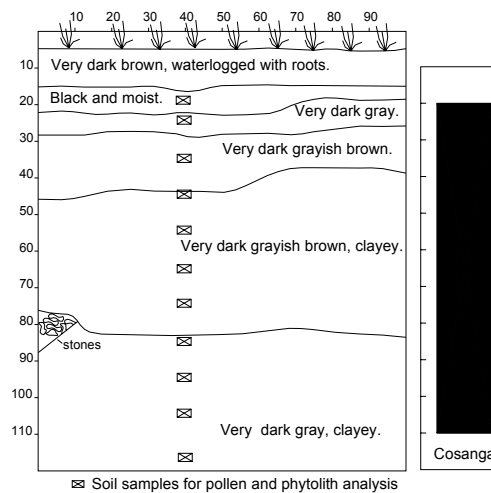 10 20 30 40 50 60 70 80 90
10
Very dark brown, waterlogged with roots.
Black and moist.
20
Very dark gray.
30
Very dark grayish brown.
40
50
Very dark grayish brown, clayey.
60
70
80
stones
90
100
110
Very dark gray, clayey.
Cosanga
Soil samples for pollen and phytolith analysis